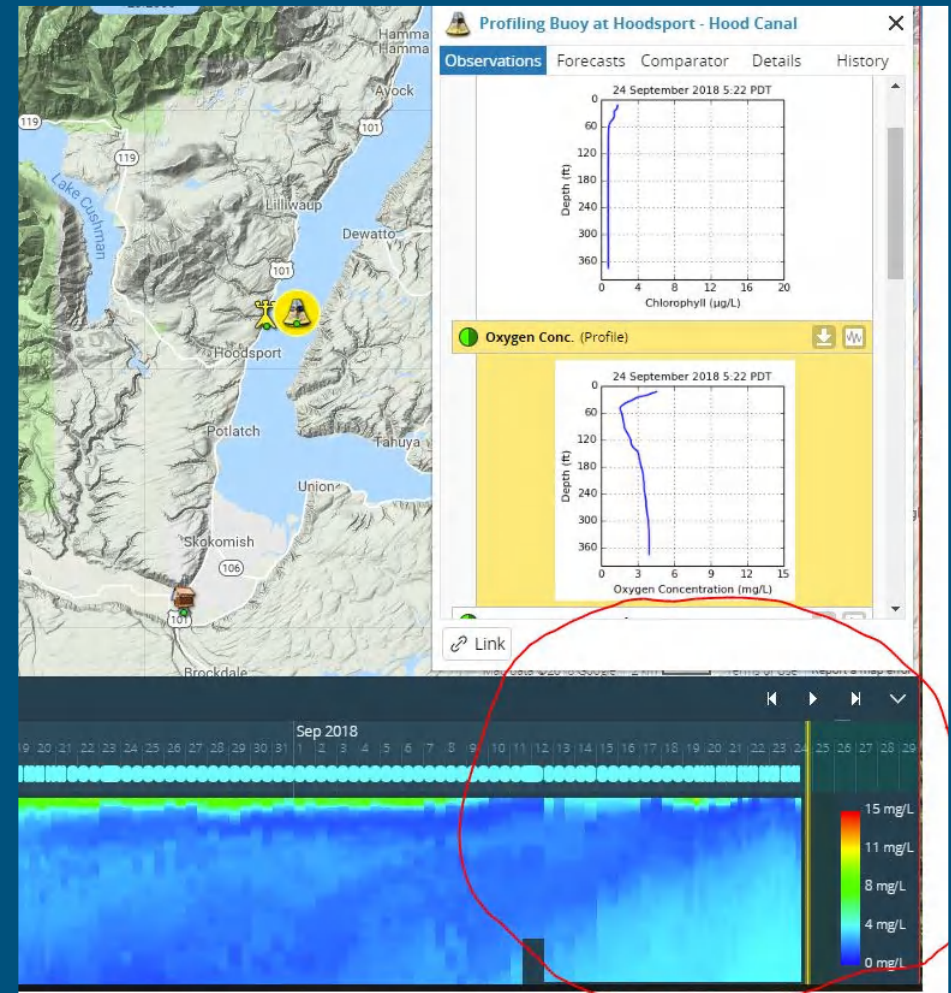 Profiling Buoy at Hoodsport - Hood Canal
Observations Forecasts Comparator Details History
24 September 2018 5:22 PDT
0
60
120
180
240
300
360
Depth (ft)
0 4 8 12 16 20
Chlorophyll (µg/L)
Oxygen Conc. (Profile)
24 September 2018 5:22 PDT
0
60
120
180
240
300
360
Depth (ft)
0 3 6 9 12 15
Oxygen Concentration (mg/L)
Link
Hamma
Hamma
Ayock
119
101
119
Lake Cushman
Lilliwaup
Dewatto
101
Hoodsport
Potlatch
Tahuya
Union
Skokomish
106
101
Brockdale
Sep 2018
19 20 21 22 23 24 25 26 27 28 29 30 31 1 2 3 4 5 6 7 8 9 10 11 12 13 14 15 16 17 18 19 20 21 22 23 24 25 26 27 28 29
15 mg/L
11 mg/L
8 mg/L
4 mg/L
0 mg/L